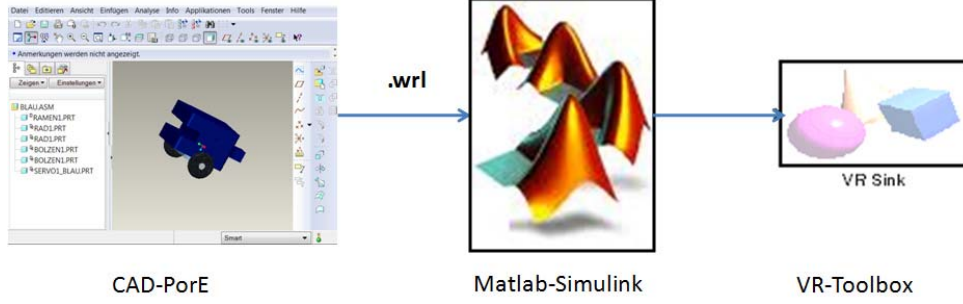 Datei Editieren Ansicht Einfügen Analyse Info Applikationen Tools Fenster Hilfe
• Anmerkungen werden nicht angezeigt.
Zeigen Einstellungen
BLAU.ASM
RAMEN1.PRT
RAD1.PRT
RAD1.PRT
BOLZEN1.PRT
BOLZEN1.PRT
SERVO1_BLAU.PRT
Smart
.wrl
VR Sink
CAD-PorE
Matlab-Simulink
VR-Toolbox